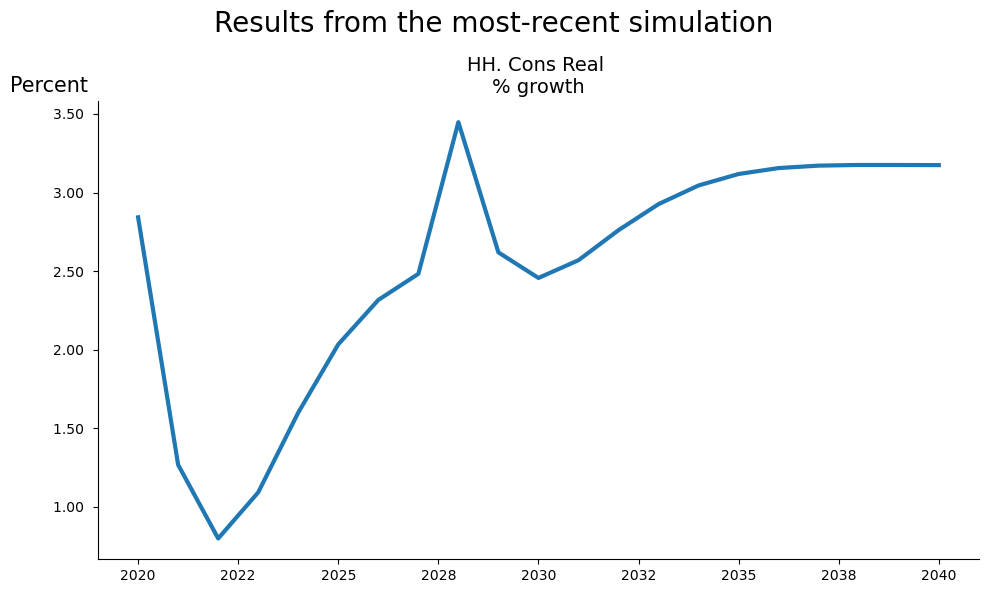 Results from the most-recent simulation
HH. Cons Real
% growth
Percent
3.50
3.00
2.50
2.00
1.50
1.00
2020 2022 2025 2028 2030 2032 2035 2038 2040